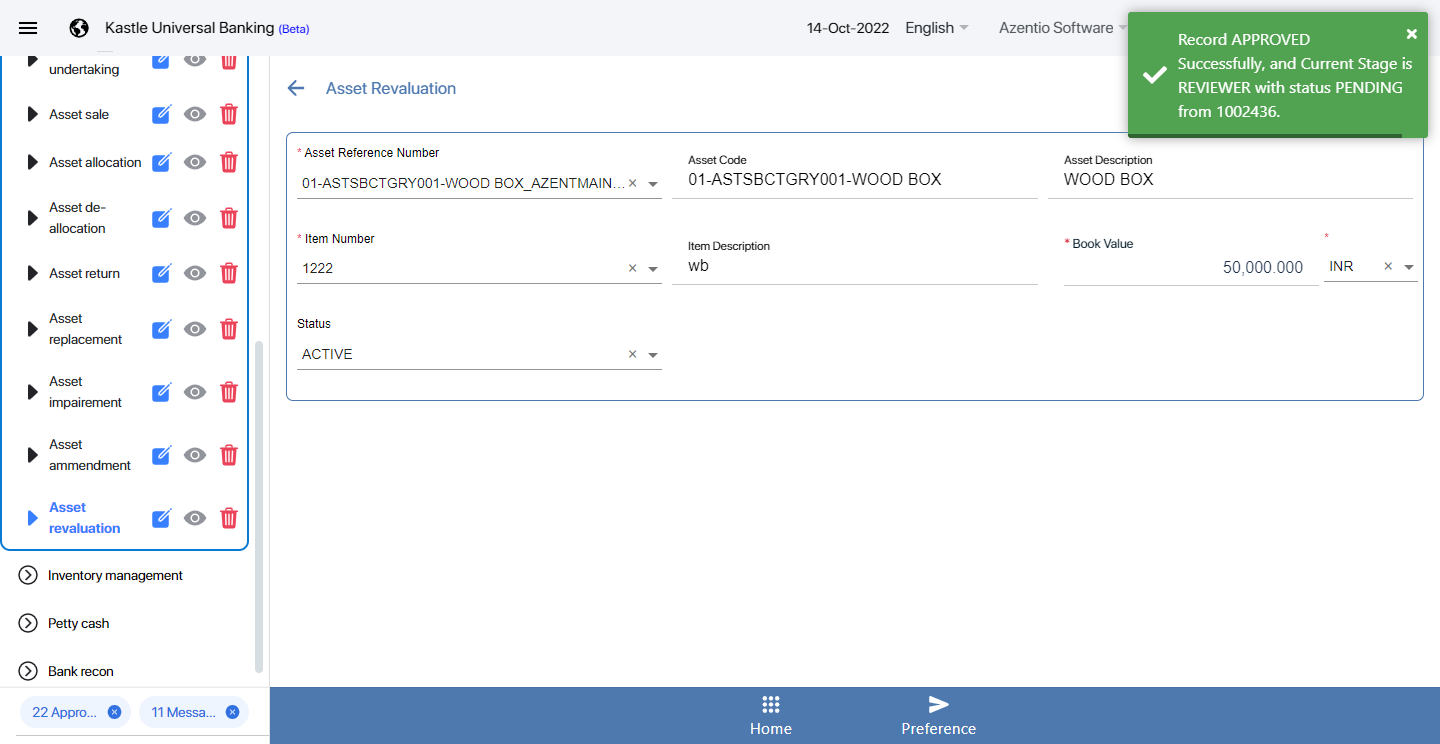 Kastle Universal Banking (Beta)
14-Oct-2022
English
Azentio Software
Record APPROVED
Successfully, and Current Stage is
REVIEWER with status PENDING
from 1002436.
undertaking
Asset sale
Asset allocation
Asset de-
allocation
Asset return
Asset
replacement
Asset
impairement
Asset
ammendment
Asset
revaluation
Inventory management
Petty cash
Bank recon
22 Appro...
11 Messa...
Asset Revaluation
* Asset Reference Number
01-ASTSBCTGRY001-WOOD BOX_AZENTMAIN...
Asset Code
01-ASTSBCTGRY001-WOOD BOX
Asset Description
WOOD BOX
* Item Number
1222
Item Description
wb
* Book Value
50,000.000
*
INR
Status
ACTIVE
Home
Preference